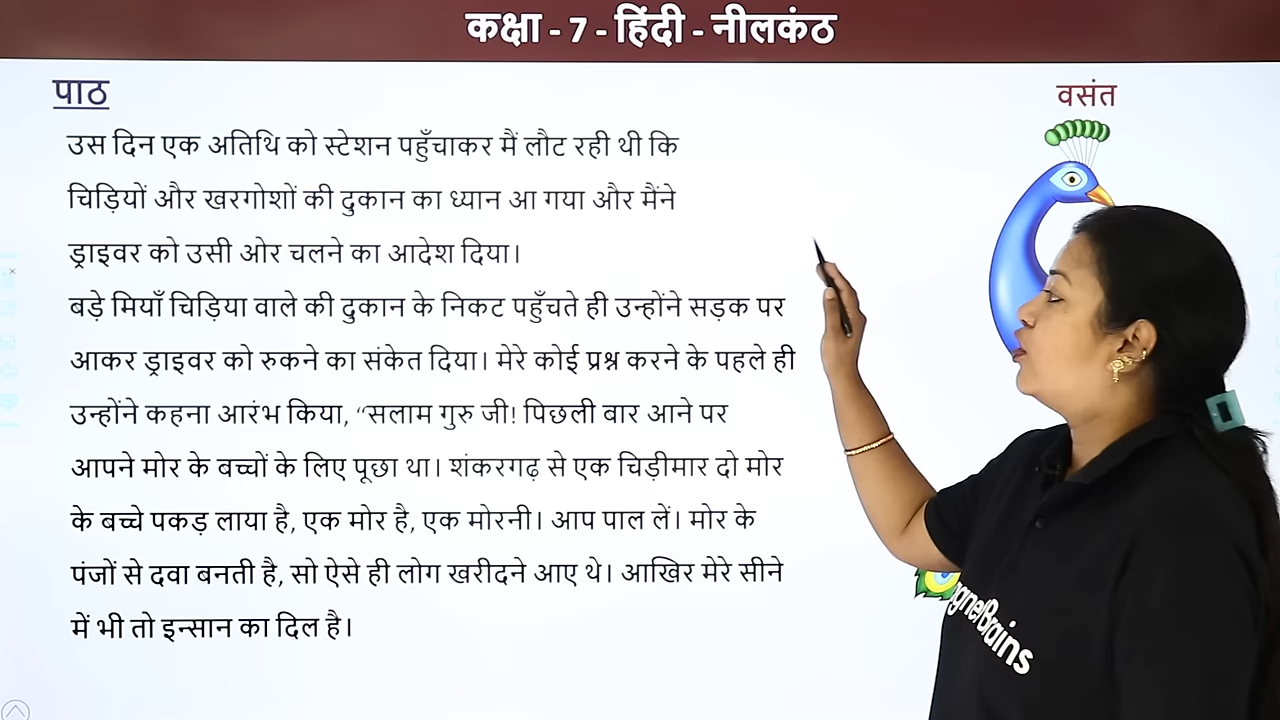 कक्षा - 7 - हिंदी - नीलकंठ
पाठ
वसंत
उस दिन एक अतिथि को स्टेशन पहुँचाकर मैं लौट रही थी कि
चिड़ियों और खरगोशों की दुकान का ध्यान आ गया और मैंने
ड्राइवर को उसी ओर चलने का आदेश दिया।
बड़े मियाँ चिड़िया वाले की दुकान के निकट पहुँचते ही उन्होंने सड़क पर
आकर ड्राइवर को रुकने का संकेत दिया। मेरे कोई प्रश्न करने के पहले ही
उन्होंने कहना आरंभ किया, “सलाम गुरु जी! पिछली बार आने पर
आपने मोर के वच्चों के लिए पूछा था। शंकरगढ़ से एक चिड़ीमार दो मोर
के बच्चे पकड़ लाया है, एक मोर है, एक मोरनी। आप पाल लें। मोर के
पंजों से दवा बनती है, सो ऐसे ही लोग खरीदने आए थे। आखिर मेरे सीने
में भी तो इन्सान का दिल है।
gneBrains